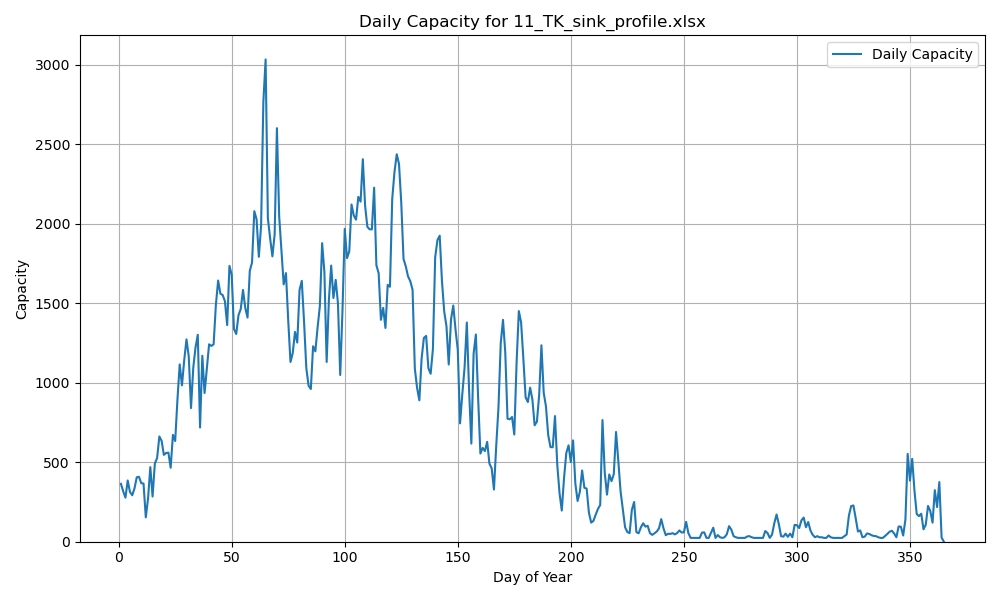 Daily Capacity for 11_TK_sink_profile.xlsx
Daily Capacity
Capacity
3000
2500
2000
1500
1000
500
0
0 50 100 150 200 250 300 350
Day of Year